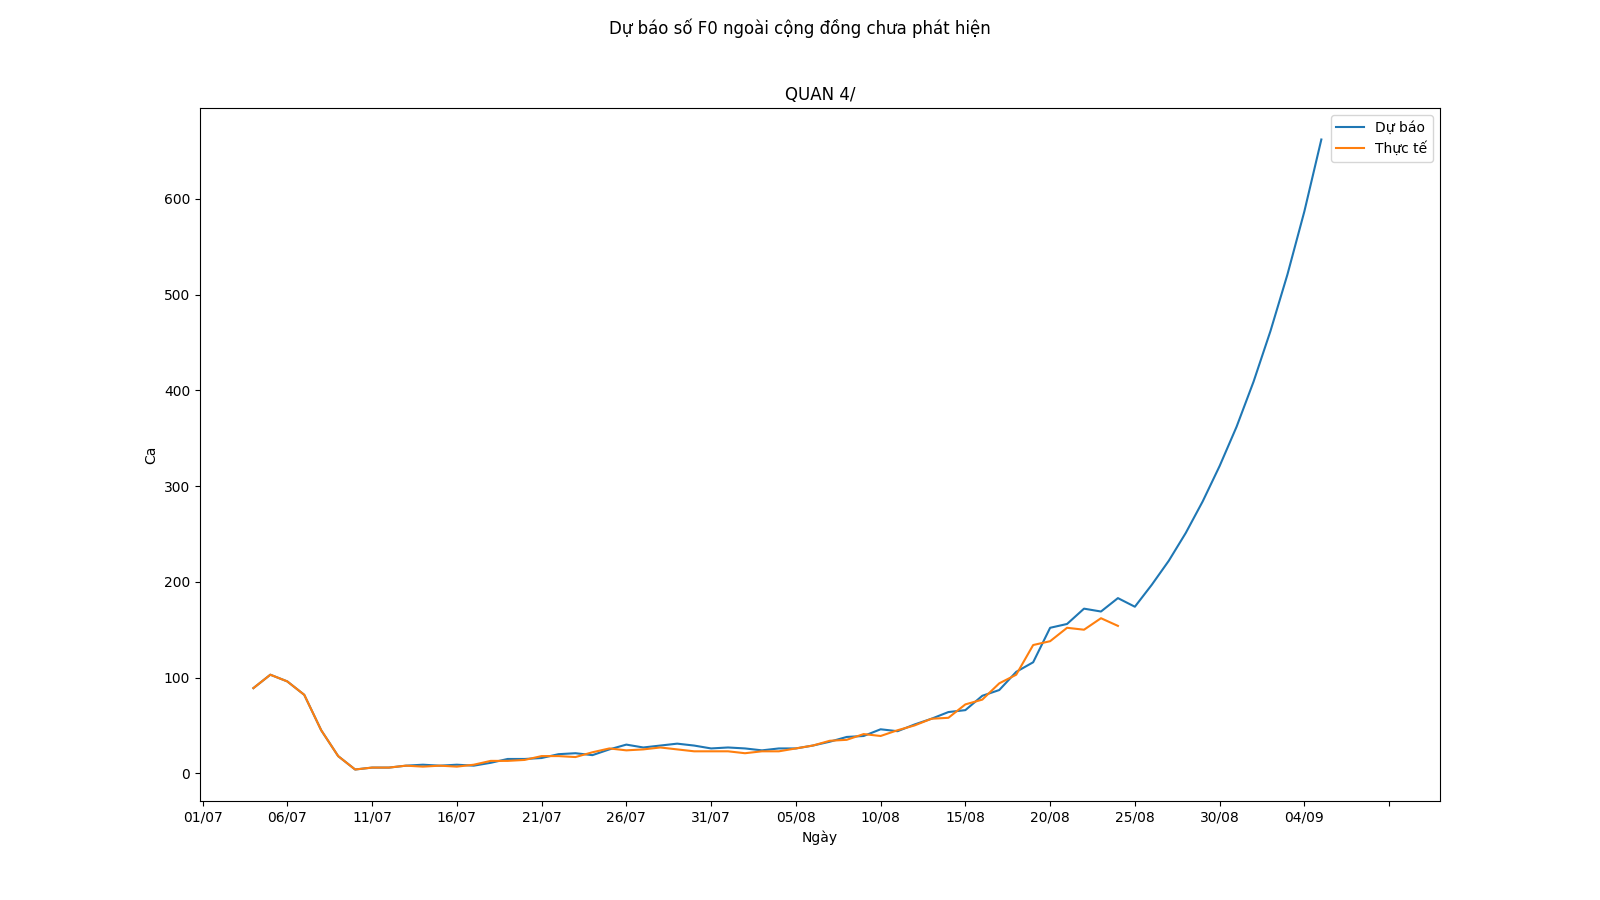 Dự báo số F0 ngoài cộng đồng chưa phát hiện
QUAN 4/
Dự báo
Thực tế
600
500
400
300
200
100
0
Ca
01/07 06/07 11/07 16/07 21/07 26/07 31/07 05/08 10/08 15/08 20/08 25/08 30/08 04/09
Ngày